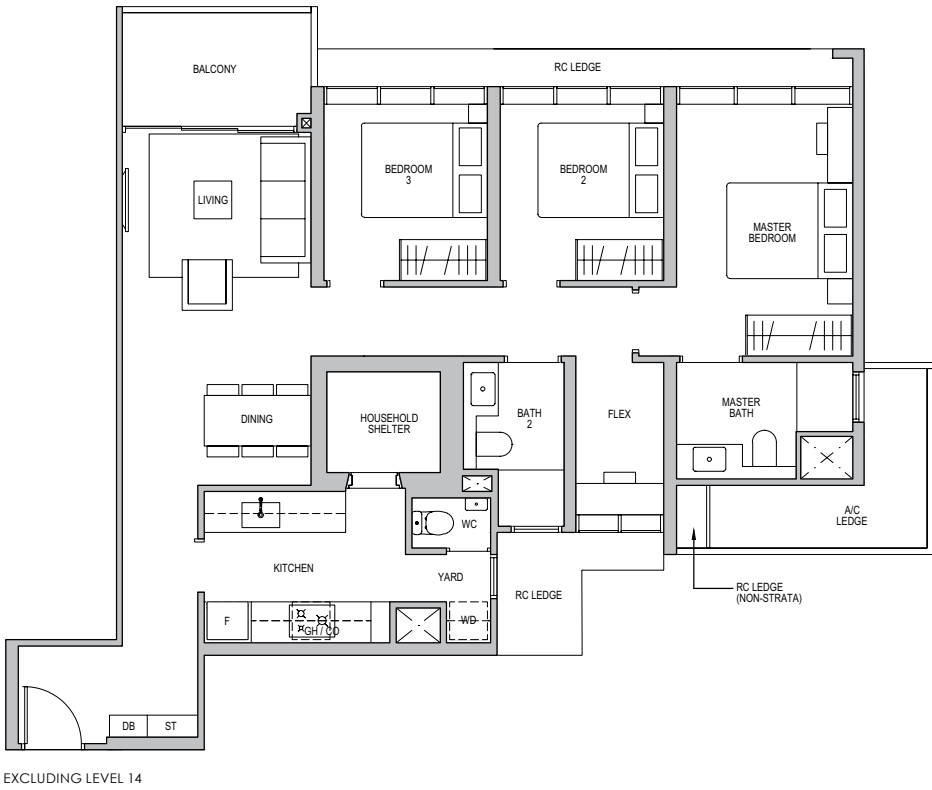 BALCONY
RC LEDGE
BEDROOM
3
BEDROOM
2
LIVING
MASTER
BEDROOM
DINING
HOUSEHOLD
SHELTER
BATH
2
FLEX
MASTER
BATH
WC
A/C
LEDGE
KITCHEN
YARD
RC LEDGE
RC LEDGE
(NON-STRATA)
F
GH / CO
WD
DB
ST
EXCLUDING LEVEL 14